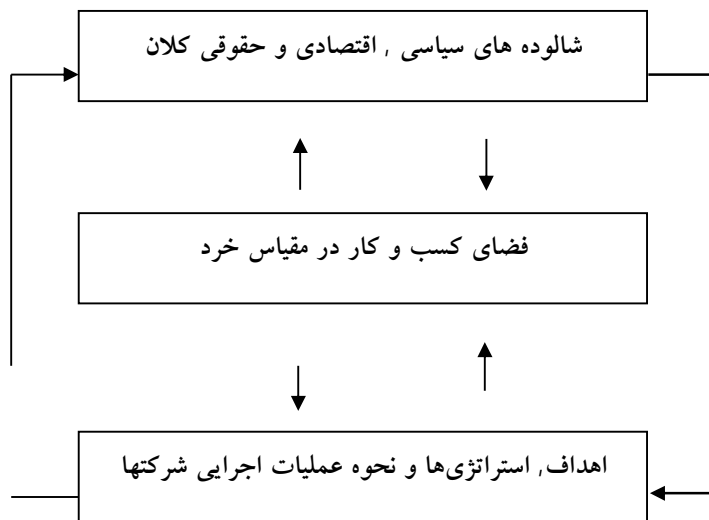 شالوده های سیاسی , اقتصادی و حقوقی کلان
فضای کسب و کار در مقیاس خرد
اهداف, استراتژی‌ها و نحوه عملیات اجرایی شرکتها